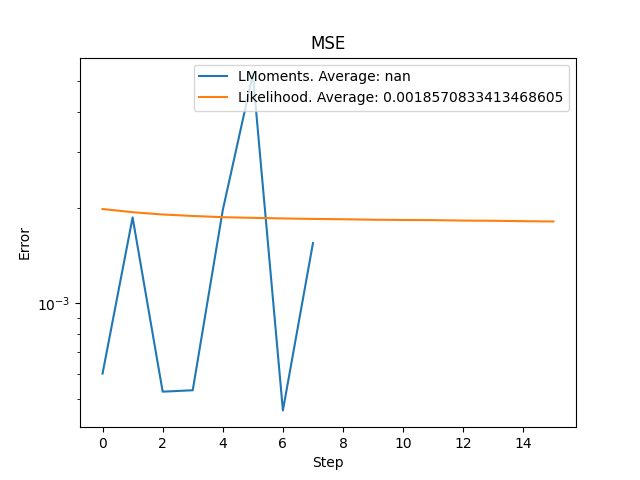 MSE
LMoments. Average: nan
Likelihood. Average: 0.0018570833413468605
Error
10⁻³
0 2 4 6 8 10 12 14
Step